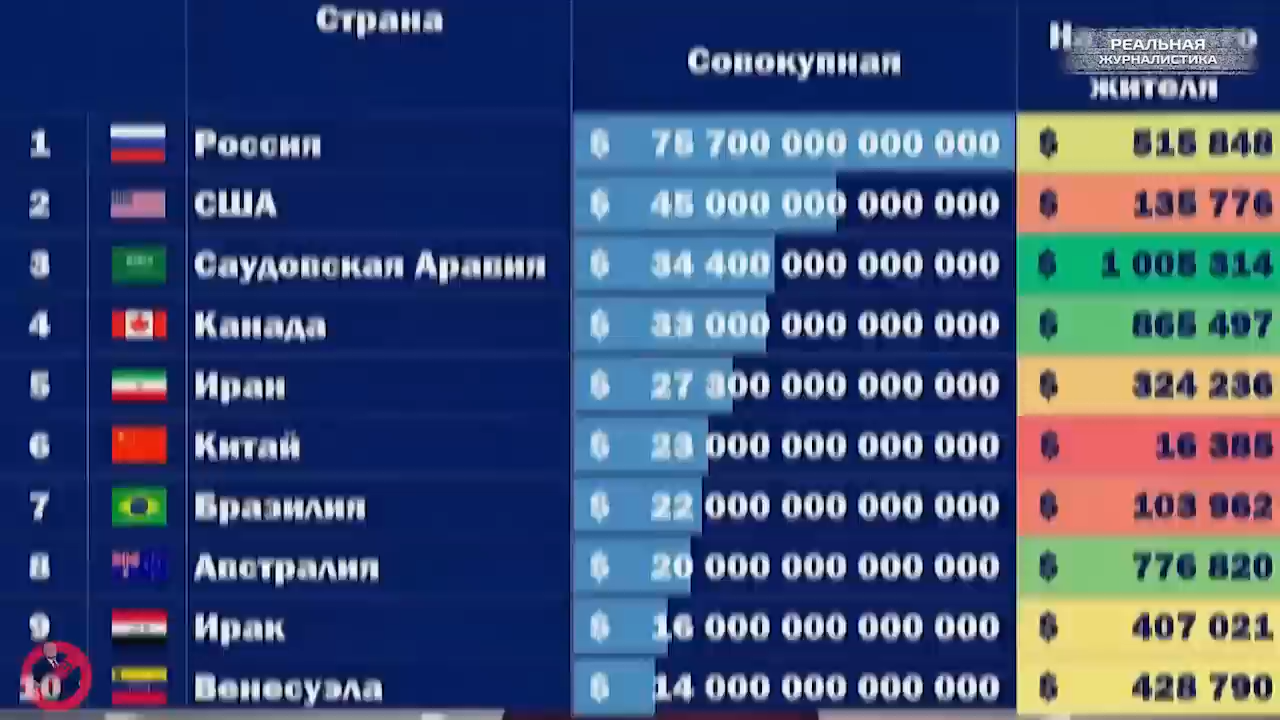 Страна
Совокупная
РЕАЛЬНАЯ
ЖУРНАЛИСТИКА
жителя
1 Россия $ 75 700 000 000 000 $ 515 848
2 США $ 45 000 000 000 000 $ 135 776
3 Саудовская Аравия $ 34 400 000 000 000 $ 1 005 314
4 Канада $ 33 000 000 000 000 $ 865 497
5 Иран $ 27 300 000 000 000 $ 324 236
6 Китай $ 23 000 000 000 000 $ 16 385
7 Бразилия $ 22 000 000 000 000 $ 103 962
8 Австралия $ 20 000 000 000 000 $ 776 820
9 Ирак $ 16 000 000 000 000 $ 407 021
10 Венесуэла $ 14 000 000 000 000 $ 428 790